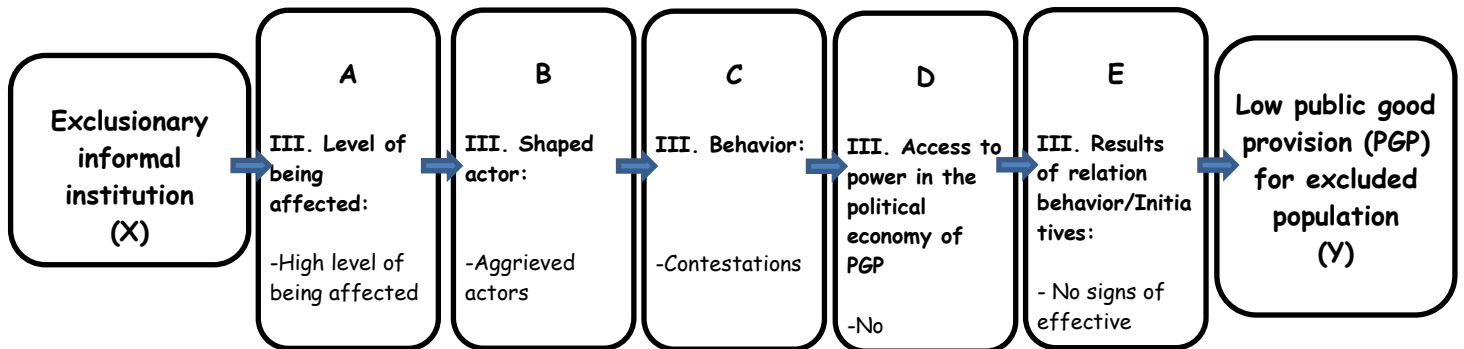 Exclusionary
informal
institution
(X)
A
III. Level of
being
affected:
-High level of
being affected
B
III. Shaped
actor:
-Aggrieved
actors
C
III. Behavior:
-Contestations
D
III. Access to
power in the
political
economy of
PGP
-No
E
III. Results
of relation
behavior/Initia
tives:
- No signs of
effective
Low public good
provision (PGP)
for excluded
population
(Y)